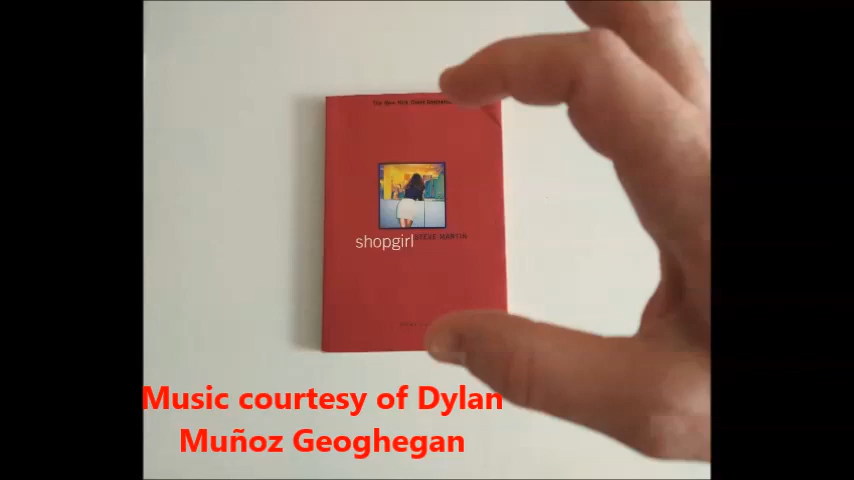 The New York Times Bestseller
shopgirl
STEVE MARTIN
Music courtesy of Dylan
Muñoz Geoghegan